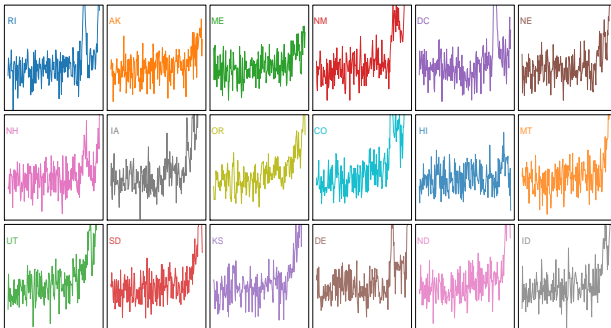 RI AK ME NM DC NE
NH IA OR CO HI MT
UT SD KS DE ND ID